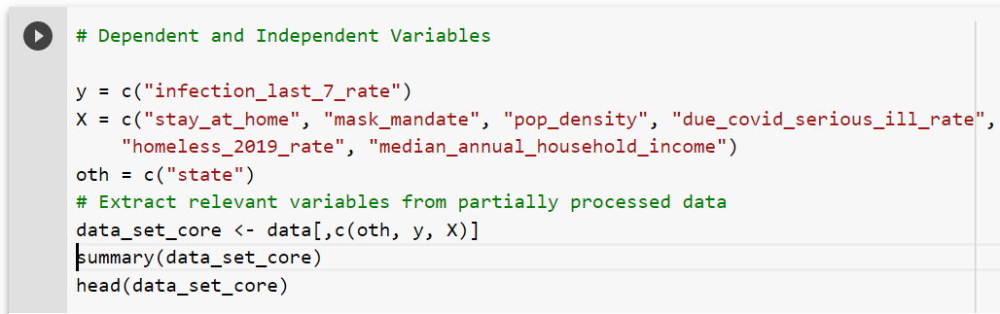 # Dependent and Independent Variables
y = c("infection_last_7_rate")
X = c("stay_at_home", "mask_mandate", "pop_density", "due_covid_serious_ill_rate",
"homeless_2019_rate", "median_annual_household_income")
oth = c("state")
# Extract relevant variables from partially processed data
data_set_core <- data[,c(oth, y, X)]
summary(data_set_core)
head(data_set_core)